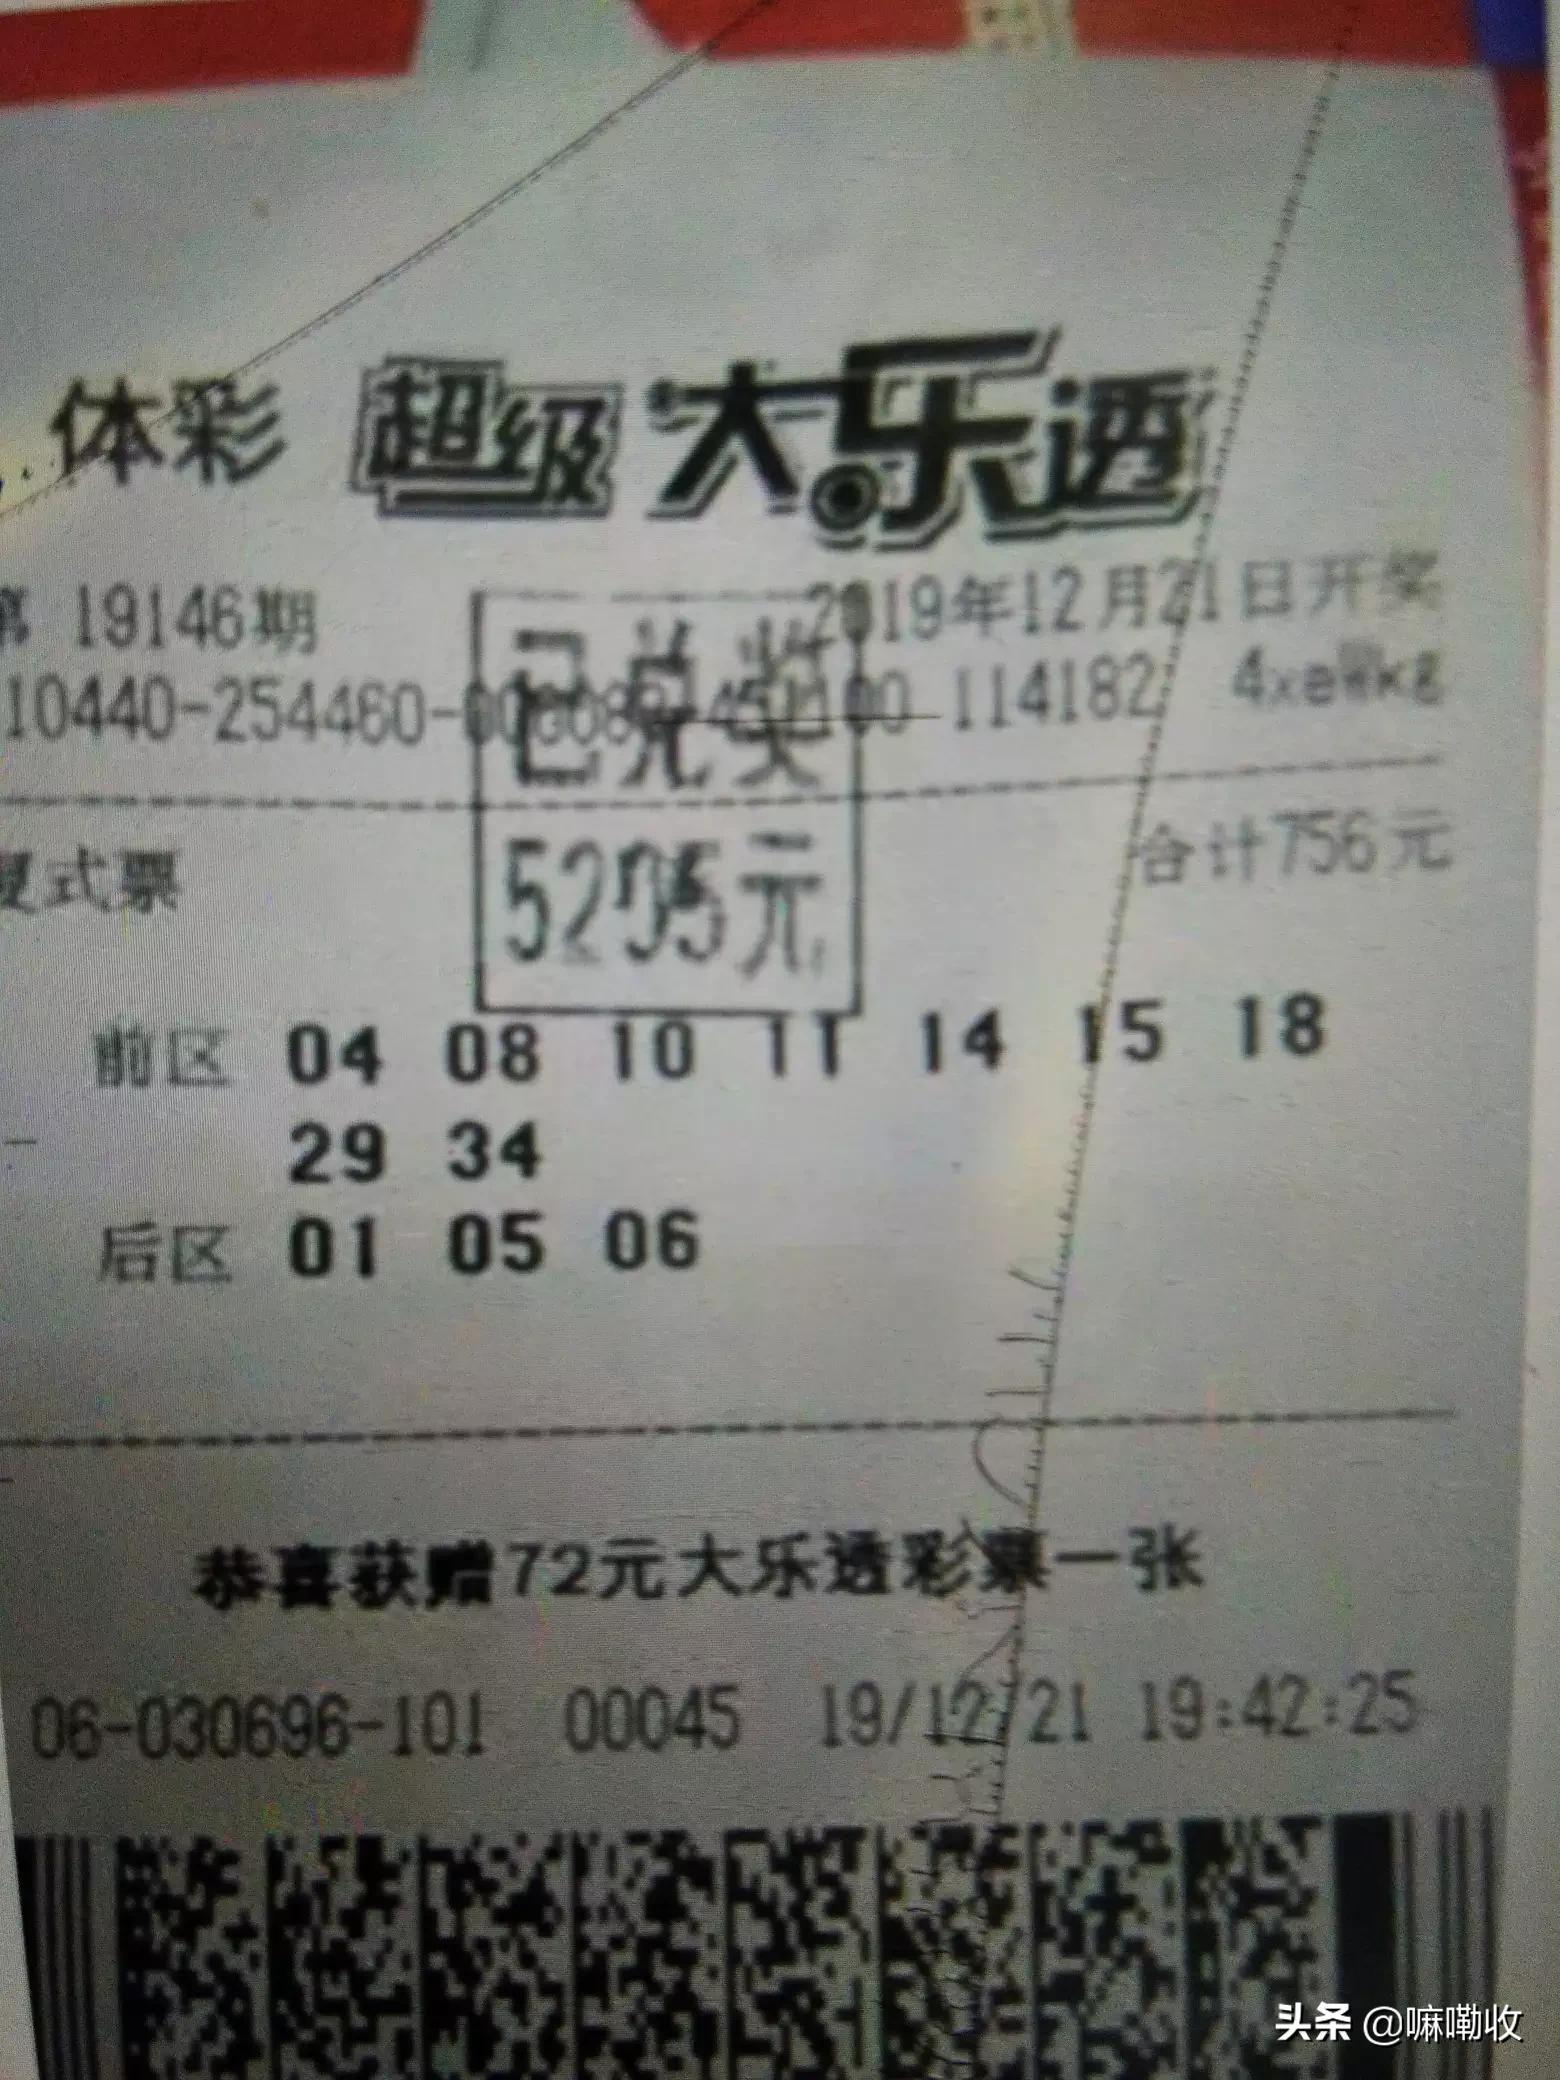 体彩 超级大乐透
第 19146期 2019年12月21日开奖
10440-254460- 114182
已兑奖
复式票 合计756元
前区 04 08 10 11 14 15 18
29 34
后区 01 05 06
恭喜获赠72元大乐透彩票一张
06-030696-101 00045 19/12/21 19:42:25
头条 @嘛嘞收